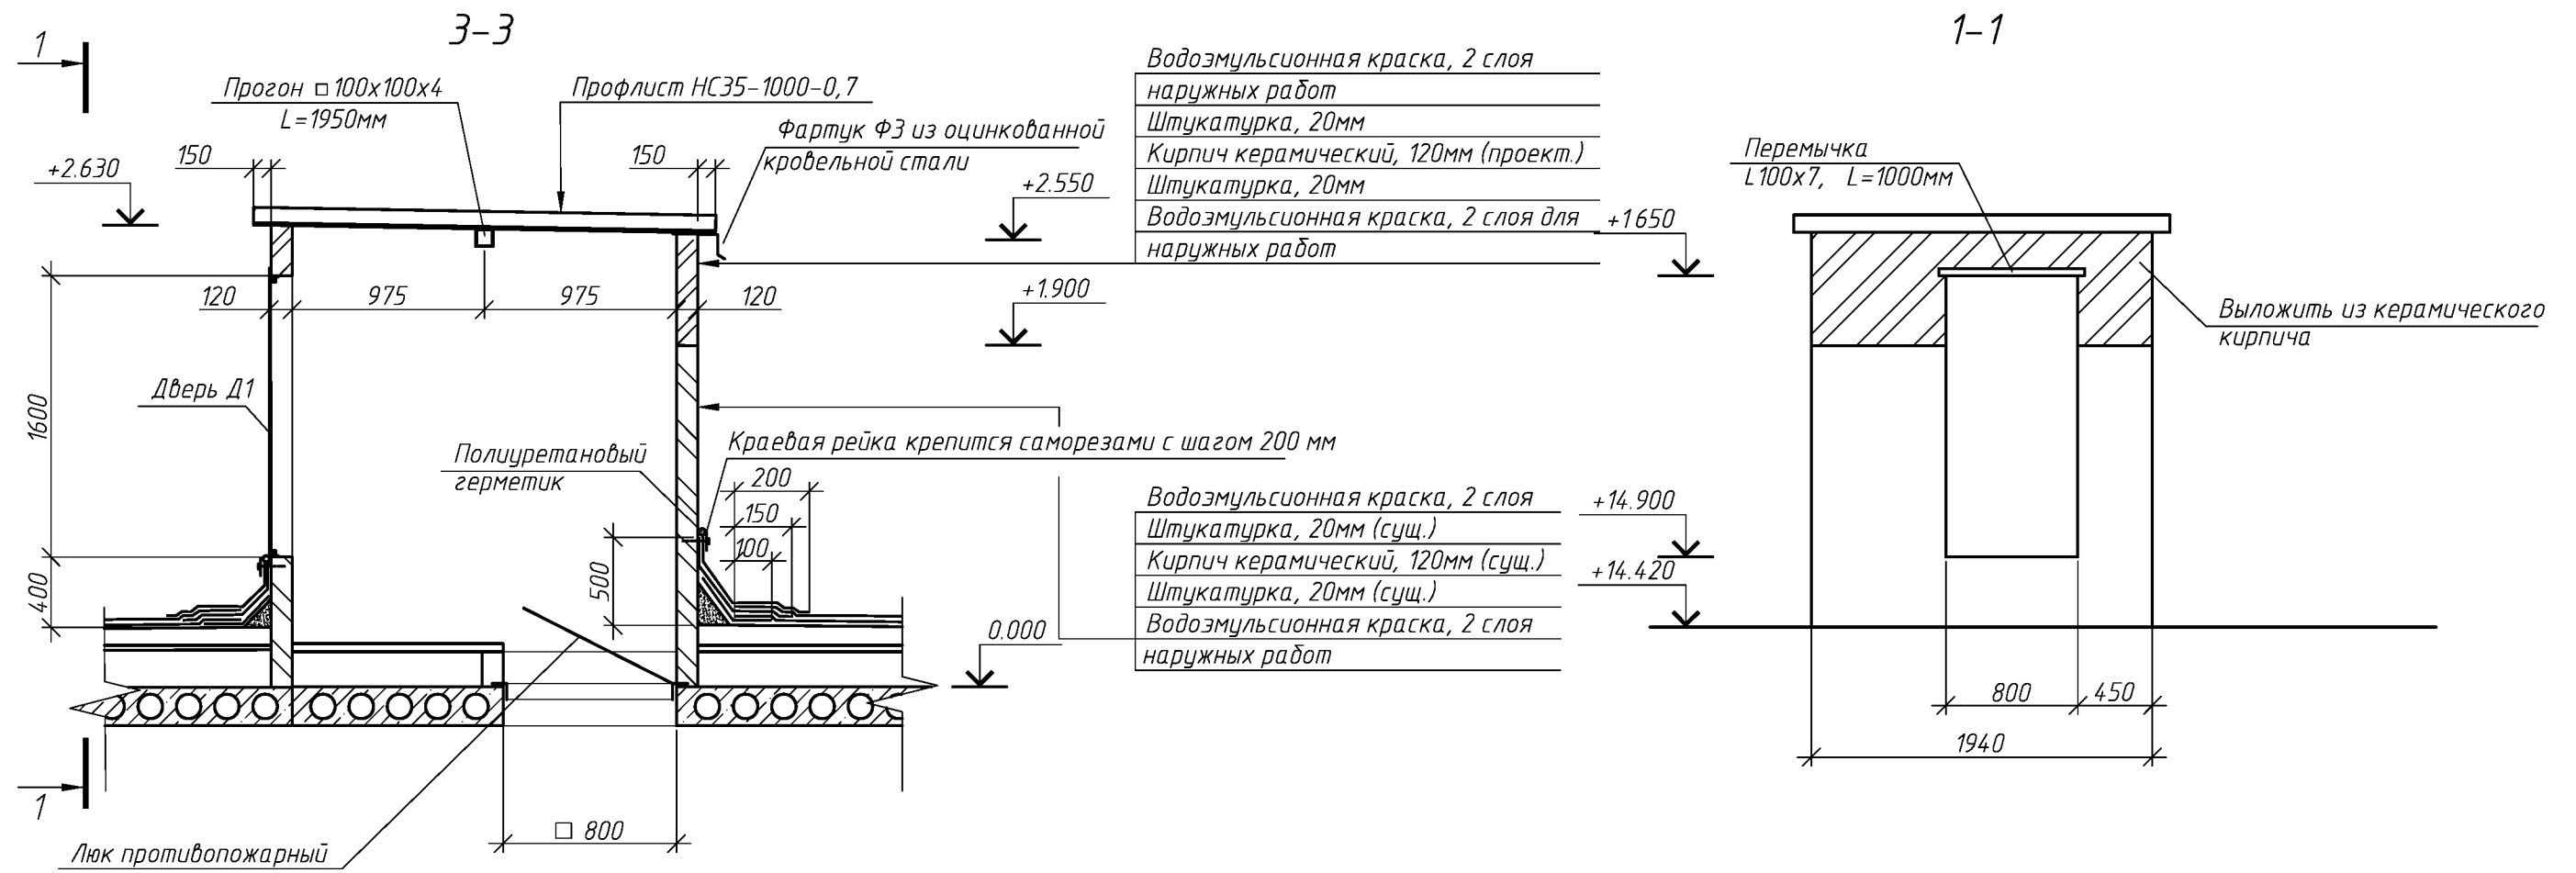 3-3
1
Прогон □100х100х4
L=1950мм
Профлист НС35-1000-0,7
Фартук Ф3 из оцинкованной
кровельной стали
150
150
+2.630
+2.550
+1.900
120
975
975
120
Дверь Д1
1600
400
Полиуретановый
герметик
Краевая рейка крепится саморезами с шагом 200 мм
200
150
100
500
0.000
□ 800
Люк противопожарный
1
Водоэмульсионная краска, 2 слоя
наружных работ
Штукатурка, 20мм
Кирпич керамический, 120мм (проект.)
Штукатурка, 20мм
Водоэмульсионная краска, 2 слоя для
наружных работ
Водоэмульсионная краска, 2 слоя
Штукатурка, 20мм (сущ.)
Кирпич керамический, 120мм (сущ.)
Штукатурка, 20мм (сущ.)
Водоэмульсионная краска, 2 слоя
наружных работ
1-1
Перемычка
L100х7, L=1000мм
+1 650
Выложить из керамического
кирпича
+14.900
+14.420
800
450
1940